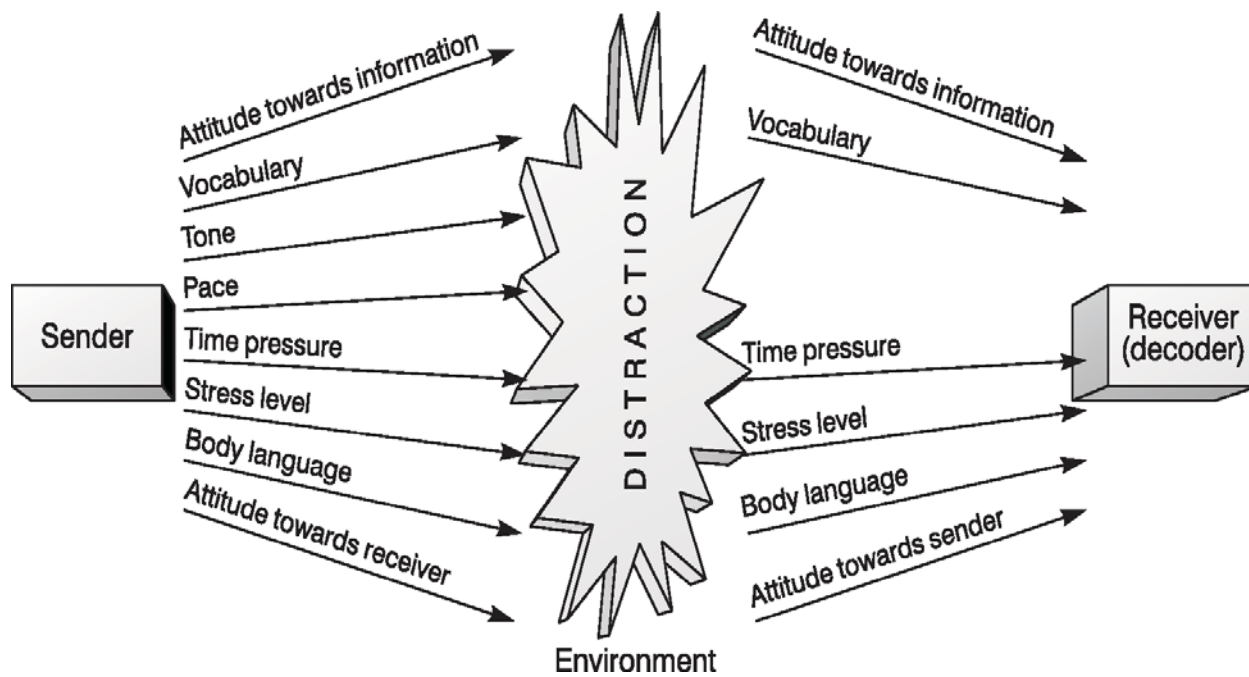 Attitude towards information
Vocabulary
Tone
Pace
Time pressure
Stress level
Body language
Attitude towards receiver
Sender
DISTRACTION
Environment
Attitude towards information
Vocabulary
Time pressure
Stress level
Body language
Attitude towards sender
Receiver
(decoder)